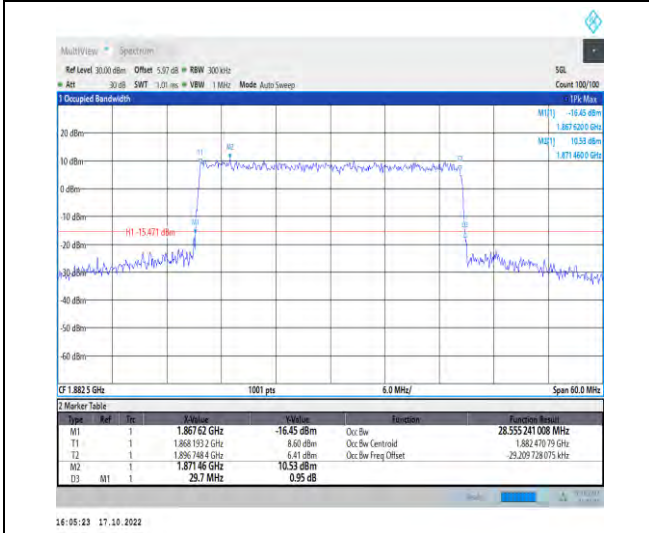 MultiView Spectrum
Ref Level 30.00 dBm Offset 5.97 dB RBW 300 kHz SGL
Att 30 dB SWT 1.01 ms VBW 1 MHz Mode Auto Sweep Count 100/100
1 Occupied Bandwidth 1Pk Max
M1[1] -16.45 dBm
1.867 6200 GHz
M2[1] 10.53 dBm
1.871 4600 GHz
20 dBm
T1 M2
10 dBm
0 dBm
-10 dBm
H1 -15.471 dBm
-20 dBm
-30 dBm
-40 dBm
-50 dBm
-60 dBm
CF 1.882 5 GHz 1001 pts 6.0 MHz/ Span 60.0 MHz
2 Marker Table
Type Ref Trc X-Value Y-Value Function Function Result
M1 1 1.867 62 GHz -16.45 dBm Occ Bw 28.555 241 008 MHz
T1 1 1.868 193 2 GHz 8.60 dBm Occ Bw Centroid 1.882 470 79 GHz
T2 1 1.896 748 4 GHz 6.41 dBm Occ Bw Freq Offset -29.209 728 075 kHz
M2 1 1.871 46 GHz 10.53 dBm
D3 M1 1 29.7 MHz 0.95 dB
16:05:23 17.10.2022